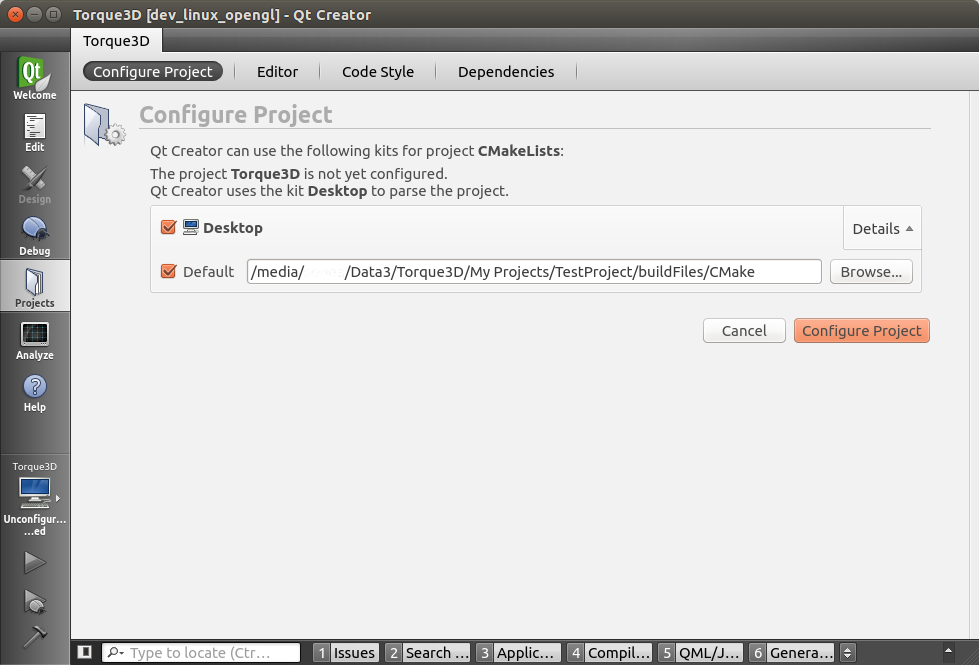 Torque3D [dev_linux_opengl] - Qt Creator
Torque3D
Configure Project
Editor
Code Style
Dependencies
Qt
Welcome
Edit
Design
Debug
Projects
Analyze
? Help
Configure Project
Qt Creator can use the following kits for project CMakeLists:
The project Torque3D is not yet configured.
Qt Creator uses the kit Desktop to parse the project.
Desktop
Details
Default
/media/ /Data3/Torque3D/My Projects/TestProject/buildFiles/CMake
Browse...
Cancel
Configure Project
Torque3D
Unconfigur...
...ed
Type to locate (Ctr...
1 Issues
2 Search ...
3 Applic...
4 Compil...
5 QML/J...
6 Genera...